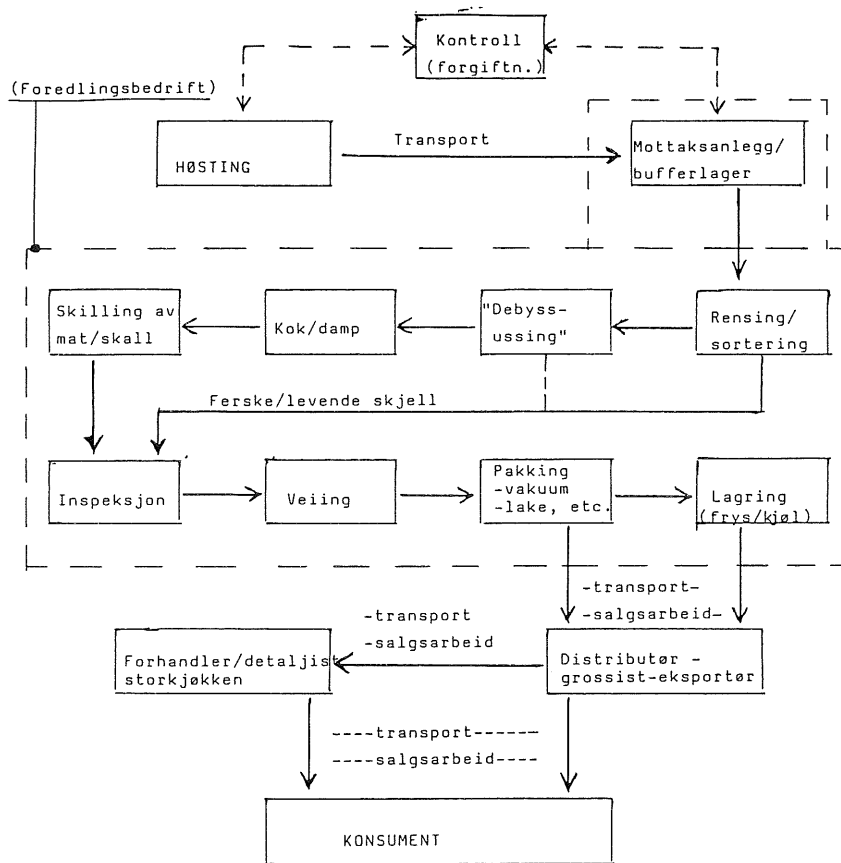 Kontroll
(forgiftn.)
(Foredlingsbedrift)
HØSTING
Transport
Mottaksanlegg/
bufferlager
Skilling av
mat/skall
Kok/damp
"Debyss-
ussing"
Rensing/
sortering
Ferske/levende skjell
Inspeksjon
Veiing
Pakking
-vakuum
-lake, etc.
Lagring
(frys/kjøl)
-transport-
-salgsarbeid-
-transport
-salgsarbeid
Forhandler/detaljist
storkjøkken
Distributør -
grossist-eksportør
----transport------
----salgsarbeid----
KONSUMENT